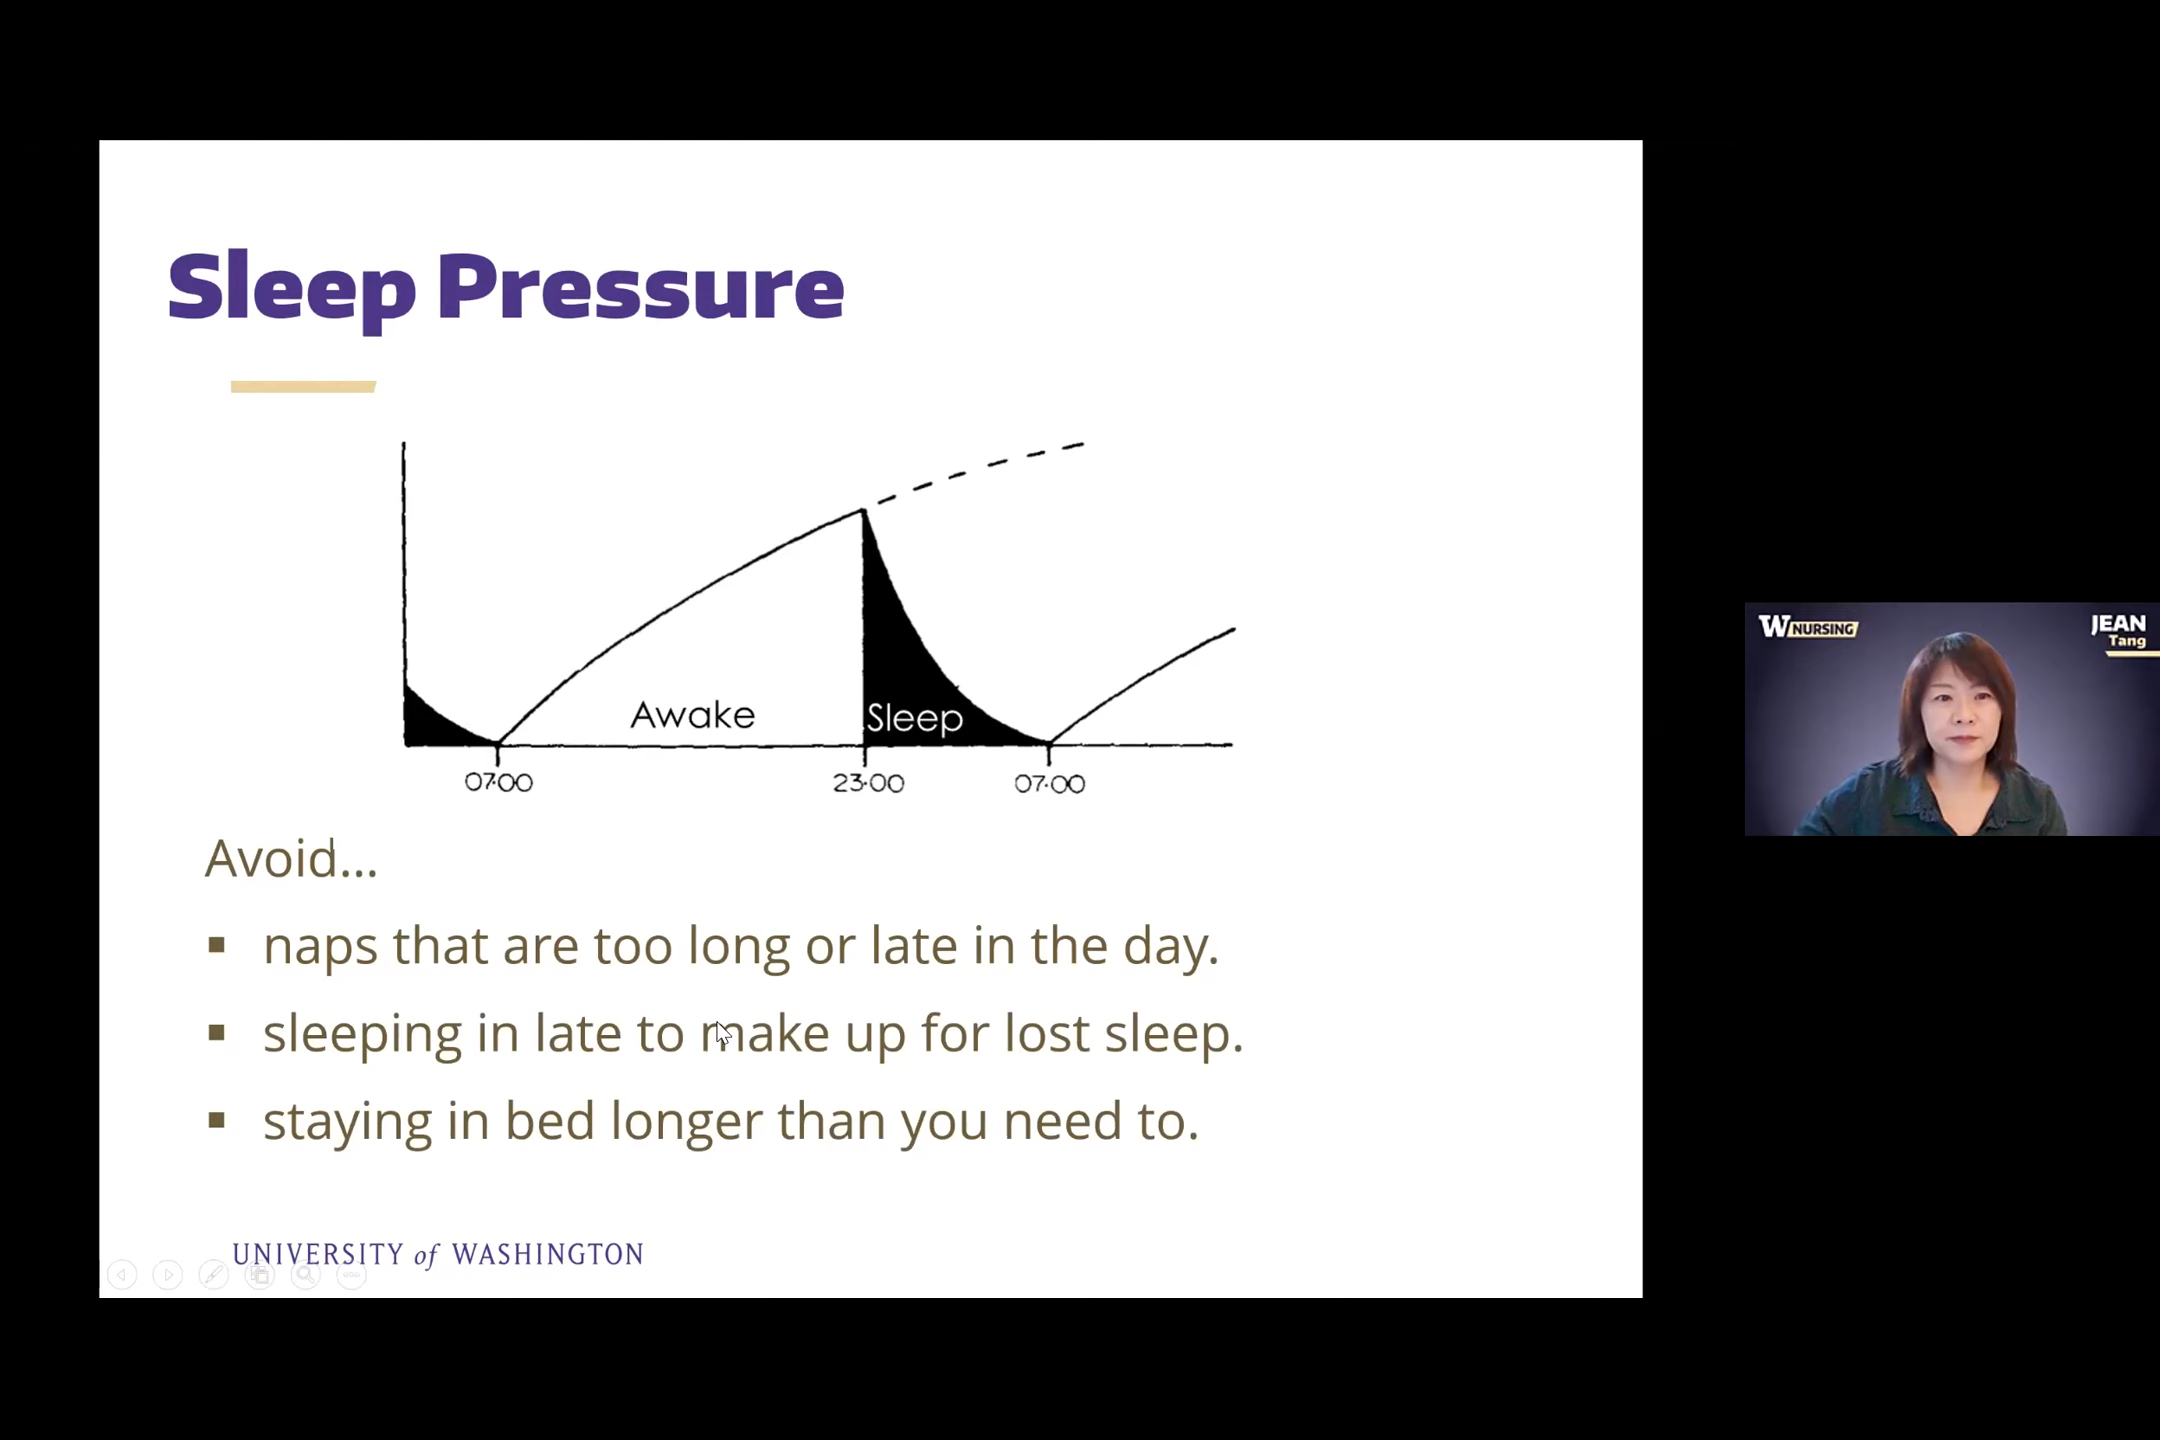 Sleep Pressure
Awake
Sleep
07:00
23:00
07:00
Avoid...
▪ naps that are too long or late in the day.
▪ sleeping in late to make up for lost sleep.
▪ staying in bed longer than you need to.
UNIVERSITY of WASHINGTON
W NURSING
JEAN
Tang